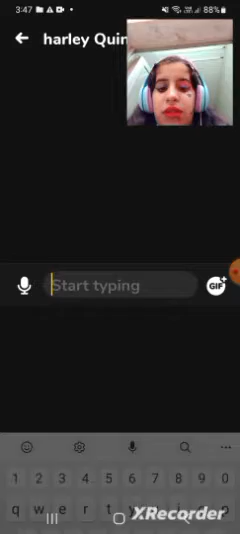 3:47 88%
harley Quin
Start typing
GIF
1 2 3 4 5 6 7 8 9 0
q w e r t y
XRecorder